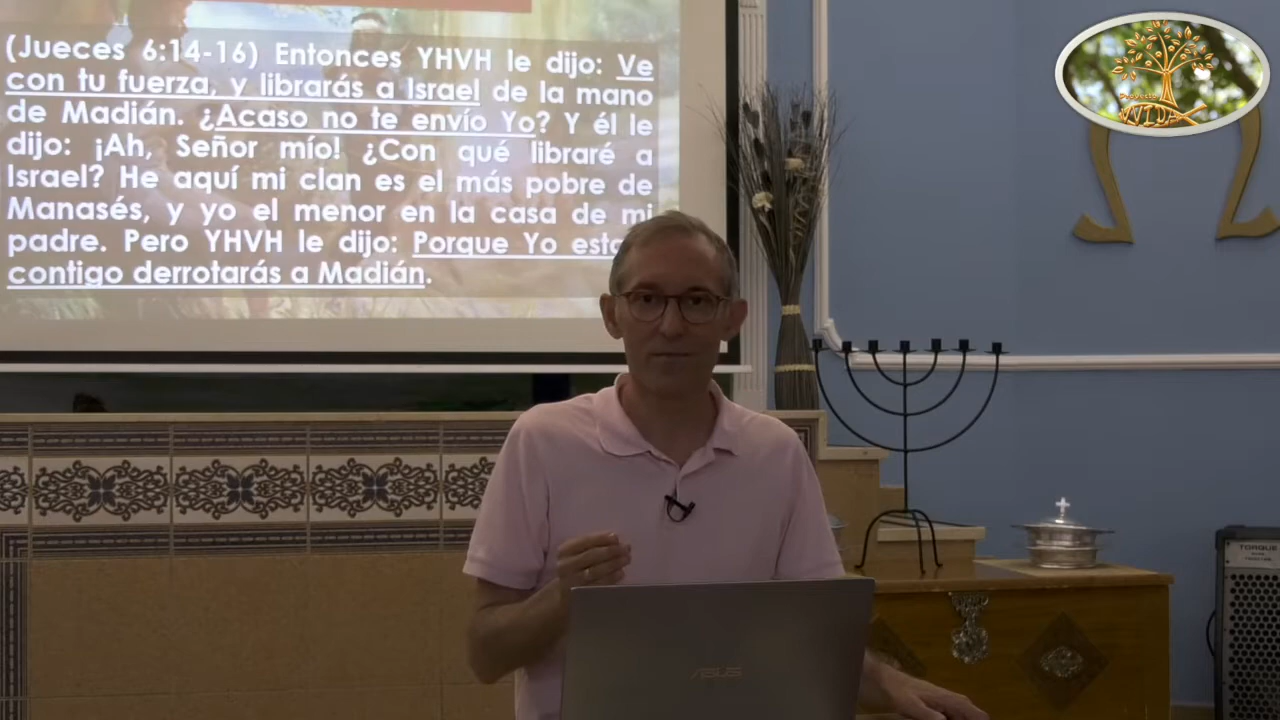 (Jueces 6:14-16) Entonces YHVH le dijo: Ve
con tu fuerza, y librarás a Israel de la mano
de Madián. ¿Acaso no te envío Yo? Y él le
dijo: ¡Ah, Señor mío! ¿Con qué libraré a
Israel? He aquí mi clan es el más pobre de
Manasés, y yo el menor en la casa de mi
padre. Pero YHVH le dijo: Porque Yo
contigo derrotarás a Madián.
VIDA
ASUS
TORQUE